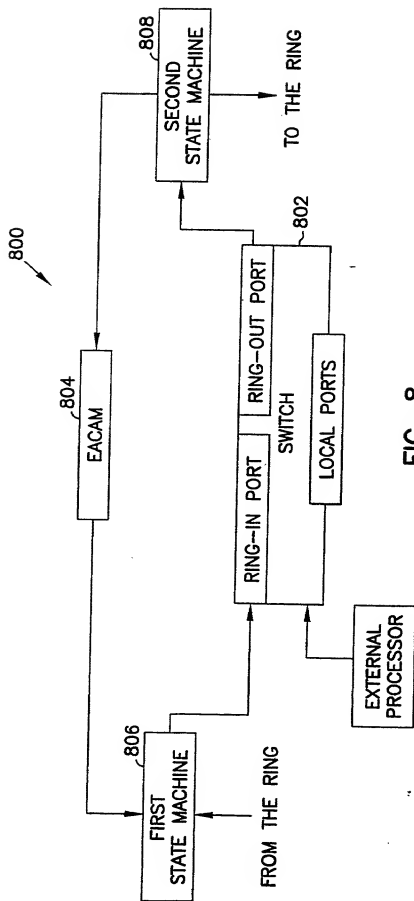 800
804
EACAM
806
FIRST
STATE MACHINE
FROM THE RING
808
SECOND
STATE MACHINE
TO THE RING
RING-IN PORT
RING-OUT PORT
SWITCH
802
LOCAL PORTS
EXTERNAL
PROCESSOR
FIG. 8